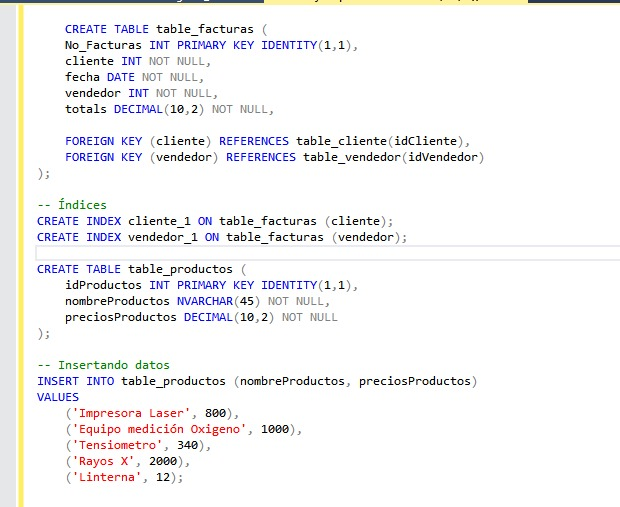 CREATE TABLE table_facturas (
No_Facturas INT PRIMARY KEY IDENTITY(1,1),
cliente INT NOT NULL,
fecha DATE NOT NULL,
vendedor INT NOT NULL,
totals DECIMAL(10,2) NOT NULL,
FOREIGN KEY (cliente) REFERENCES table_cliente(idCliente),
FOREIGN KEY (vendedor) REFERENCES table_vendedor(idVendedor)
);
-- Índices
CREATE INDEX cliente_1 ON table_facturas (cliente);
CREATE INDEX vendedor_1 ON table_facturas (vendedor);
CREATE TABLE table_productos (
idProductos INT PRIMARY KEY IDENTITY(1,1),
nombreProductos NVARCHAR(45) NOT NULL,
preciosProductos DECIMAL(10,2) NOT NULL
);
-- Insertando datos
INSERT INTO table_productos (nombreProductos, preciosProductos)
VALUES
('Impresora Laser', 800),
('Equipo medición Oxigeno', 1000),
('Tensiometro', 340),
('Rayos X', 2000),
('Linterna', 12);